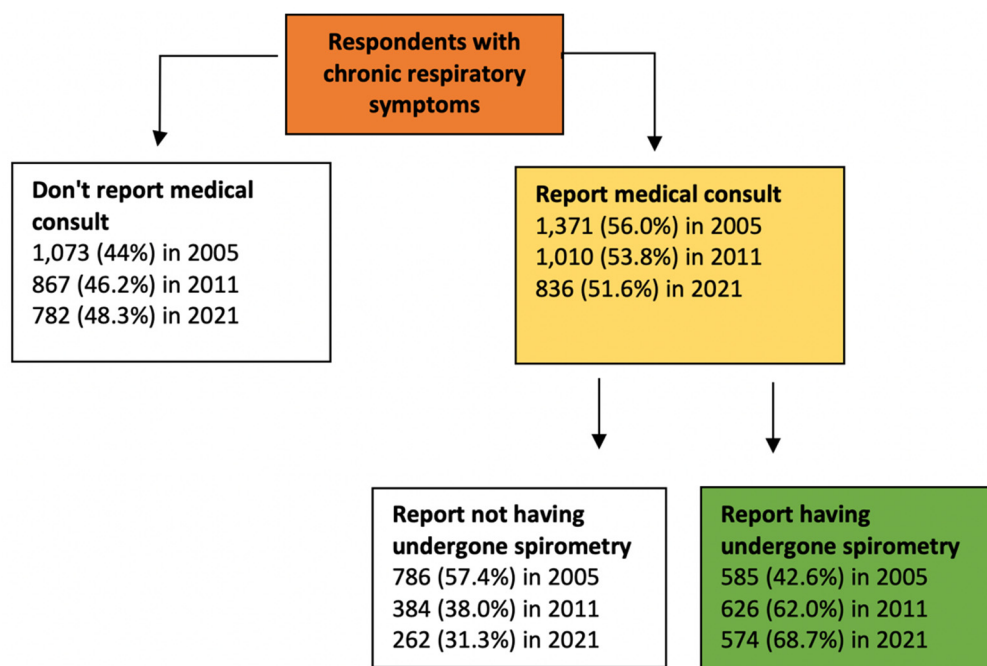 Respondents with
chronic respiratory
symptoms
Don't report medical
consult
1,073 (44%) in 2005
867 (46.2%) in 2011
782 (48.3%) in 2021
Report medical consult
1,371 (56.0%) in 2005
1,010 (53.8%) in 2011
836 (51.6%) in 2021
Report not having
undergone spirometry
786 (57.4%) in 2005
384 (38.0%) in 2011
262 (31.3%) in 2021
Report having
undergone spirometry
585 (42.6%) in 2005
626 (62.0%) in 2011
574 (68.7%) in 2021